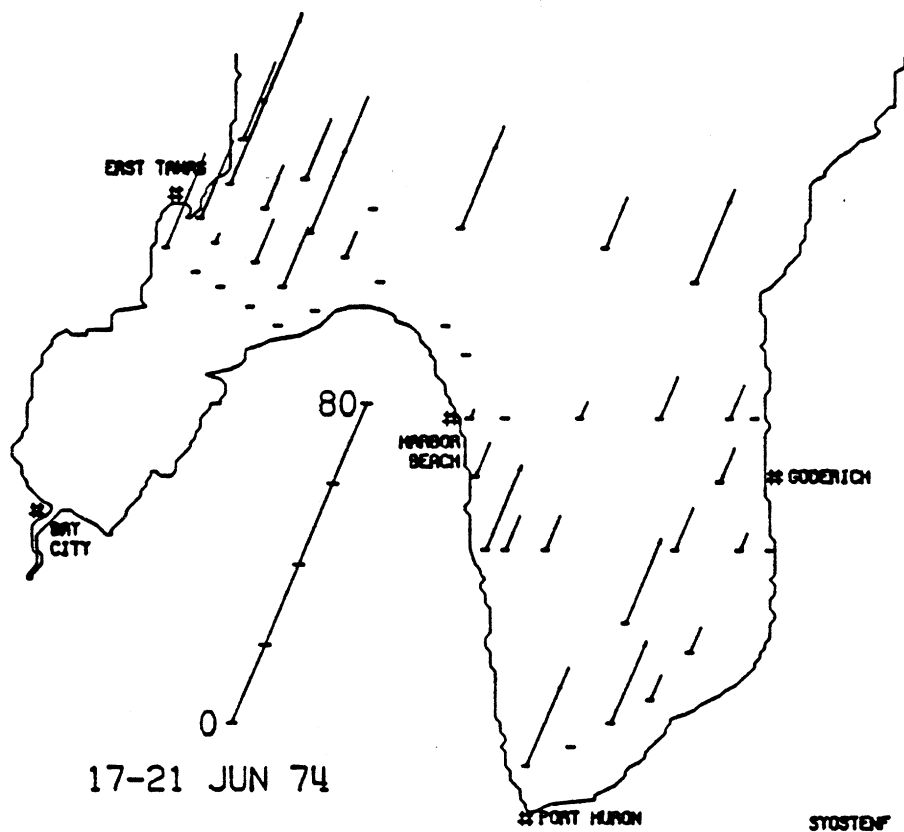 EAST TAWAS
#
80
#
HARBOR
BEACH
# GODERICH
#
BAY
CITY
0
17-21 JUN 74
# PORT HURON
STOSTENF